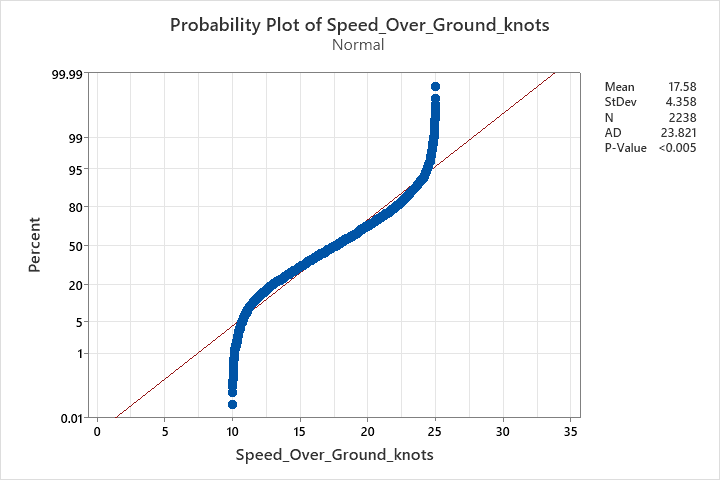 Probability Plot of Speed_Over_Ground_knots
Normal
Mean 17.58
StDev 4.358
N 2238
AD 23.821
P-Value <0.005
Percent
99.99
99
95
80
50
20
5
1
0.01
0 5 10 15 20 25 30 35
Speed_Over_Ground_knots